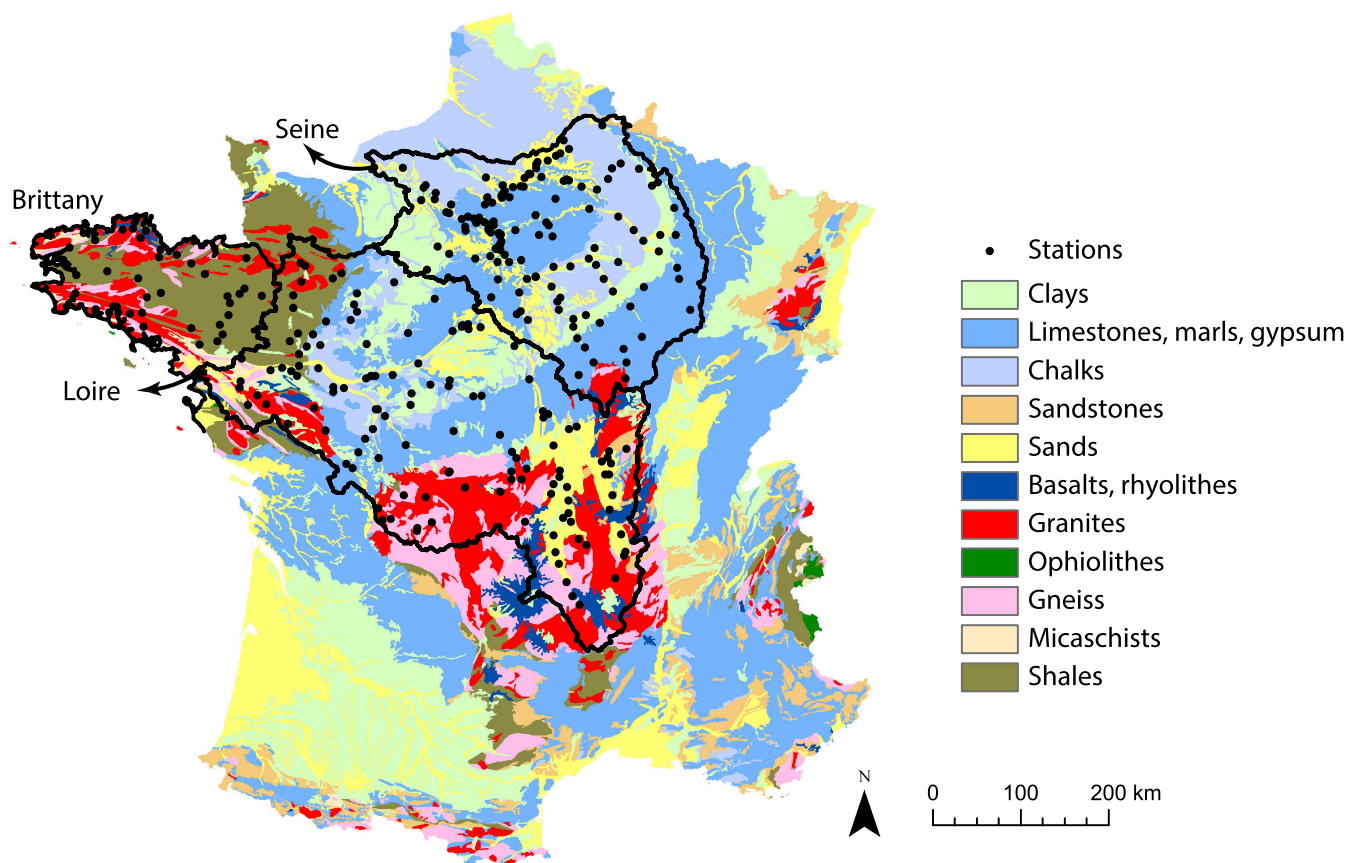 Seine
Brittany
Loire
Stations
Clays
Limestones, marls, gypsum
Chalks
Sandstones
Sands
Basalts, rhyolithes
Granites
Ophiolithes
Gneiss
Micaschists
Shales
N
0 100 200 km